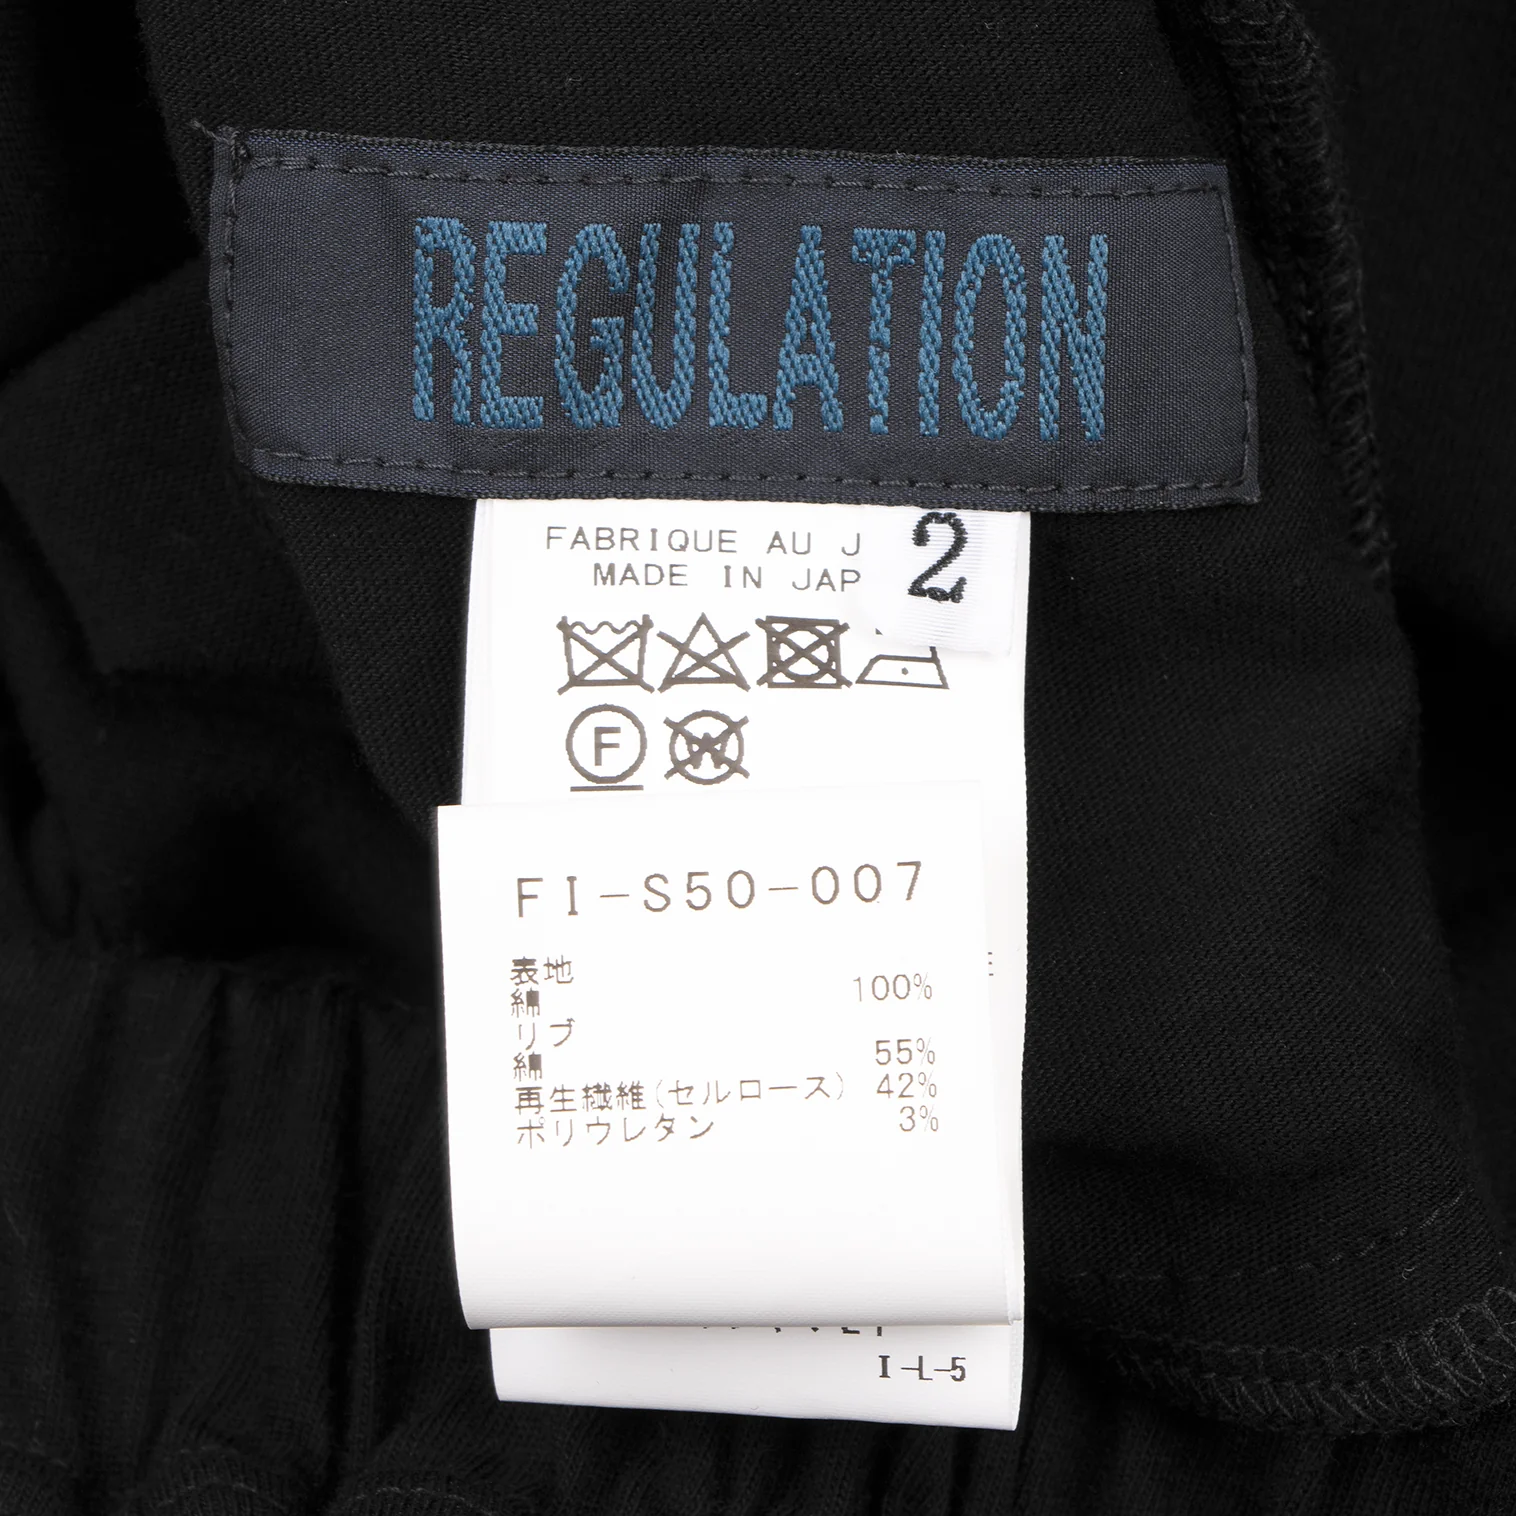 REGULATION
2
FABRIQUE AU J
MADE IN JAP
F
W
FI-S50-007
表地
綿 100%
リブ
綿 55%
再生繊維(セルロース) 42%
ポリウレタン 3%
I-L-5